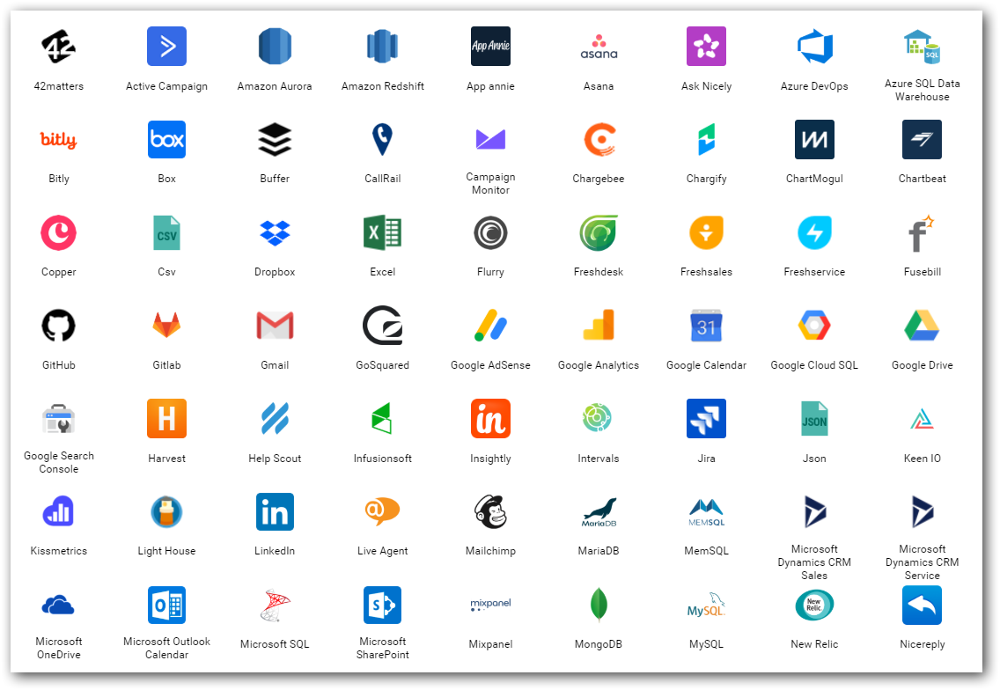 42
App Annie
asana
SQL
42matters
Active Campaign
Amazon Aurora
Amazon Redshift
App annie
Asana
Ask Nicely
Azure DevOps
Azure SQL Data
Warehouse
bitly
box
Bitly
Box
Buffer
CallRail
Campaign
Monitor
Chargebee
Chargify
ChartMogul
Chartbeat
CSV
X
f
Copper
Csv
Dropbox
Excel
Flurry
Freshdesk
Freshsales
Freshservice
Fusebill
31
GitHub
Gitlab
Gmail
GoSquared
Google AdSense
Google Analytics
Google Calendar
Google Cloud SQL
Google Drive
H
in
JSON
Google Search
Console
Harvest
Help Scout
Infusionsoft
Insightly
Intervals
Jira
Json
Keen IO
in
@
MariaDB
MEMSQL
Kissmetrics
Light House
LinkedIn
Live Agent
Mailchimp
MariaDB
MemSQL
Microsoft
Dynamics CRM
Sales
Microsoft
Dynamics CRM
Service
O
S
mixpanel
MySQL
New
Relic
Microsoft
OneDrive
Microsoft Outlook
Calendar
Microsoft SQL
Microsoft
SharePoint
Mixpanel
MongoDB
MySQL
New Relic
Nicereply